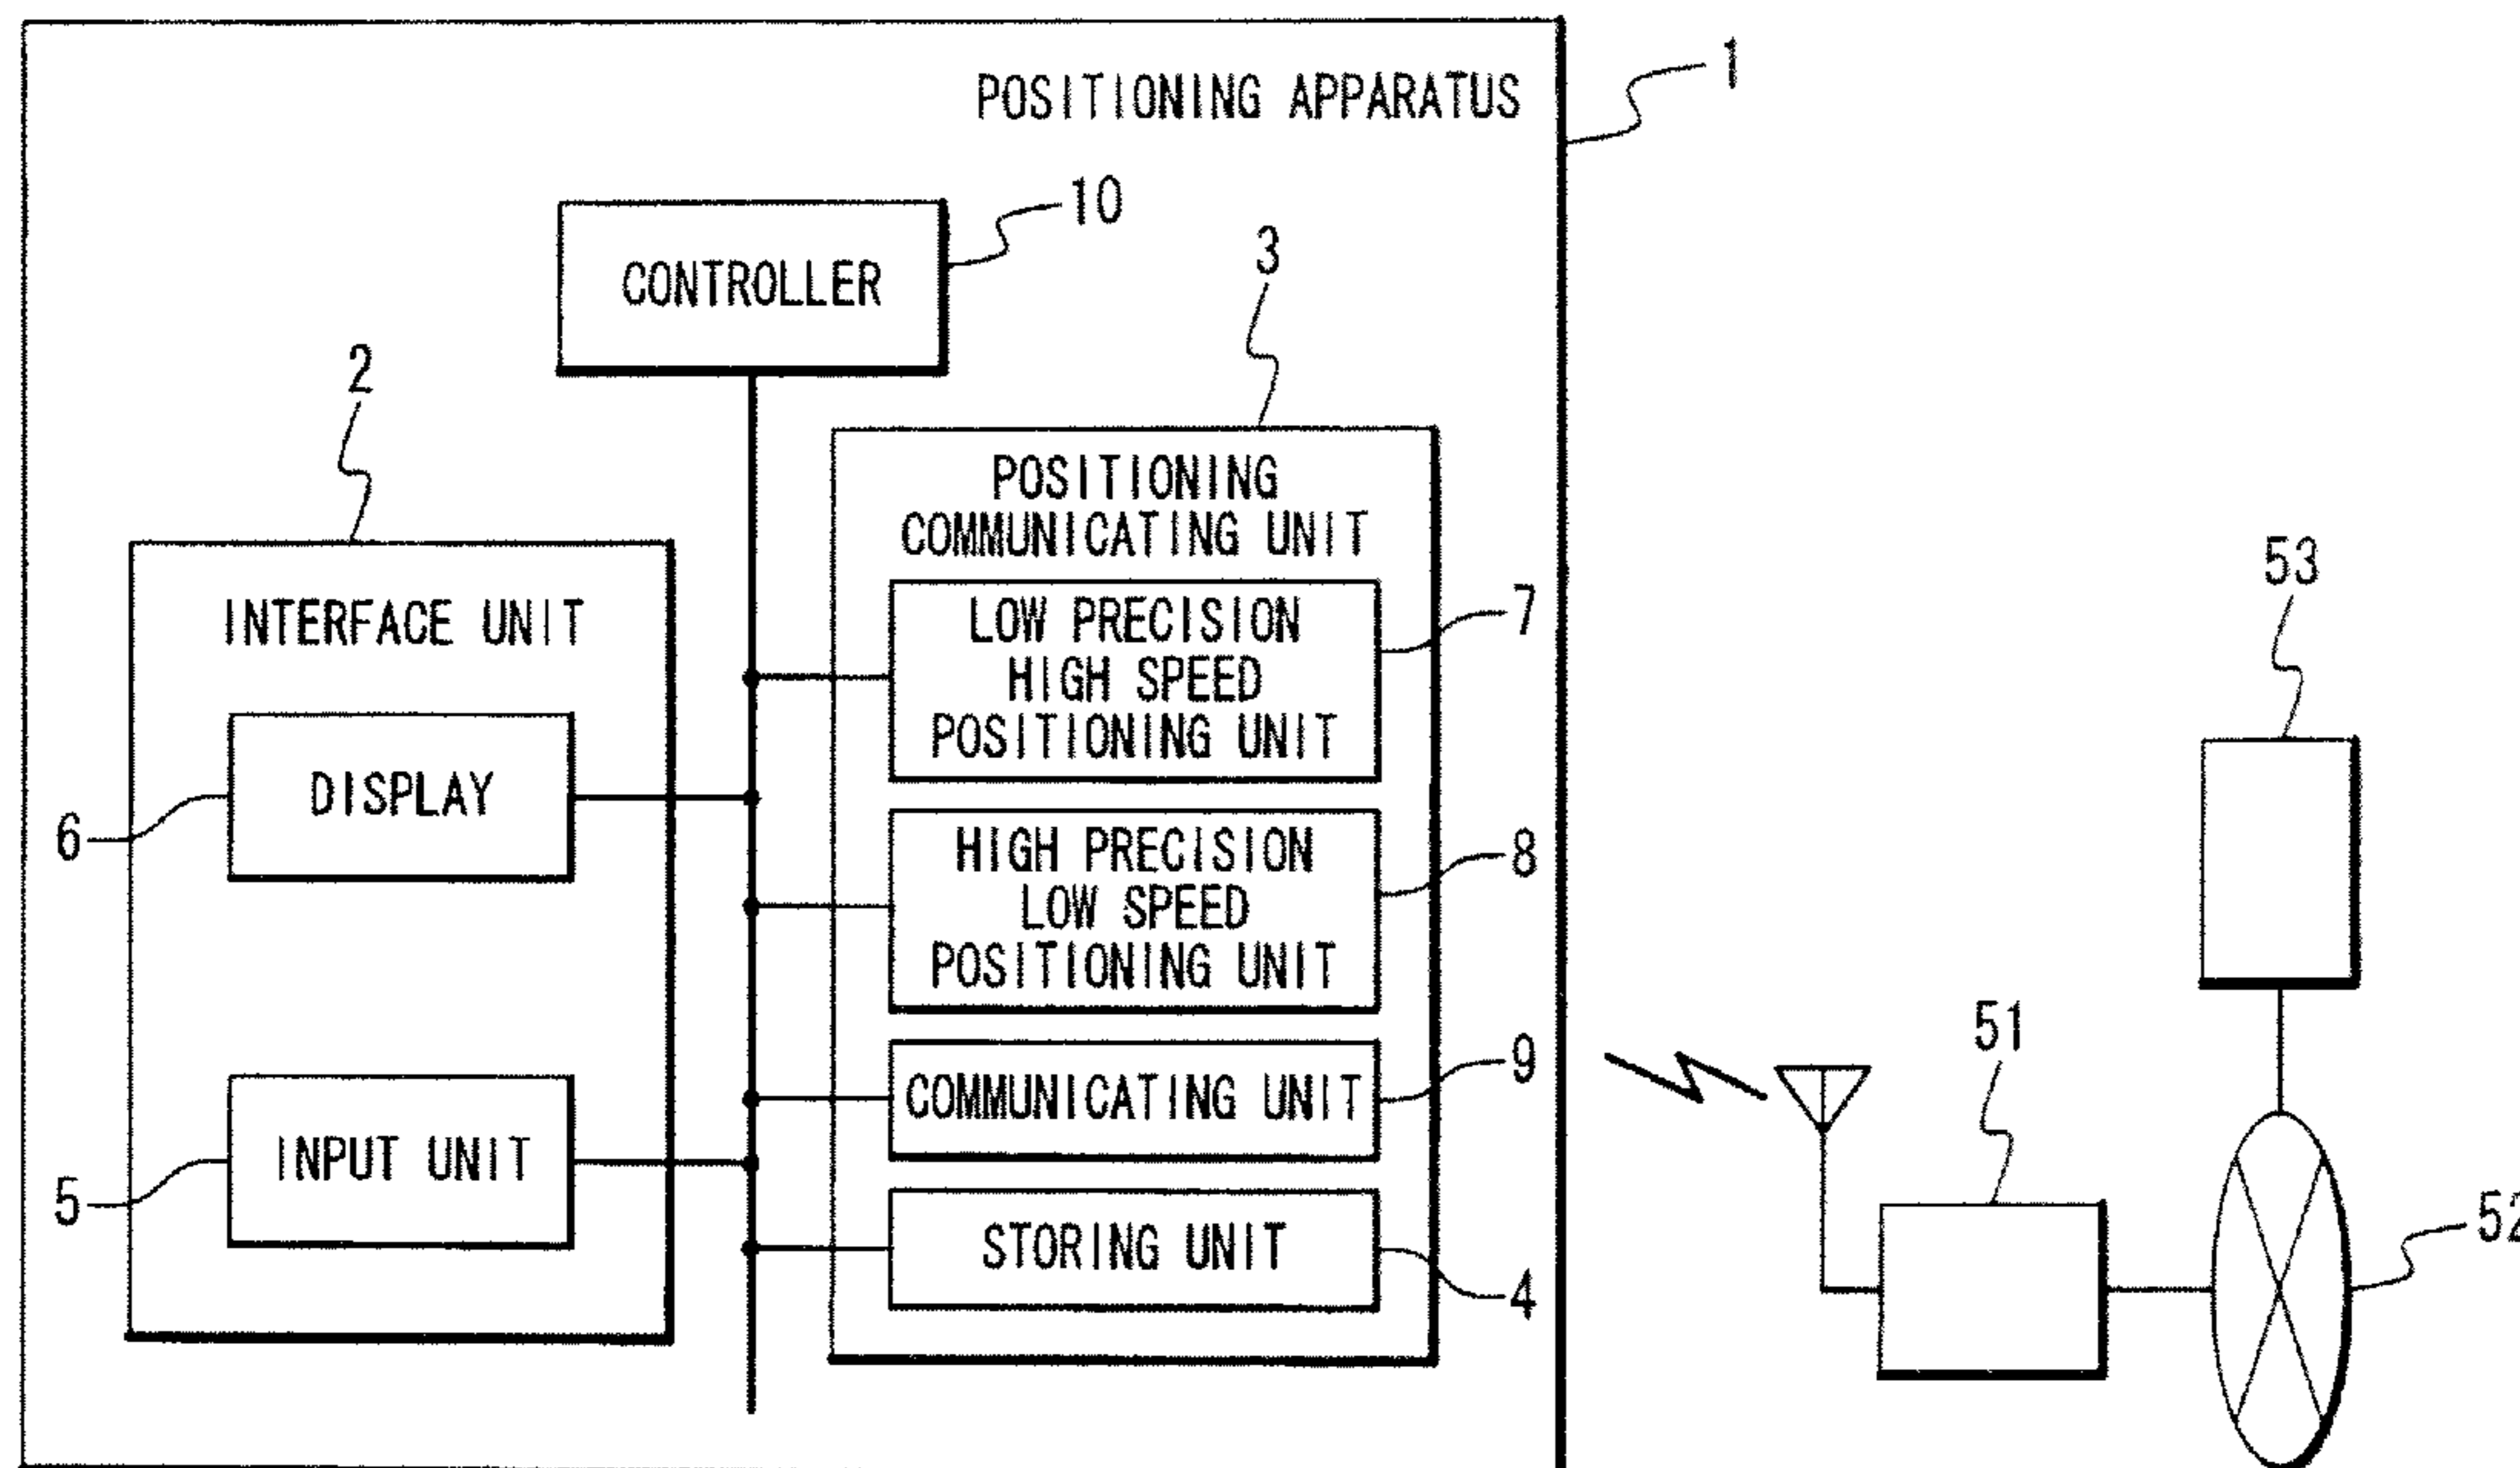 POSITIONING APPARATUS
1
10
CONTROLLER
3
2
POSITIONING
COMMUNICATING UNIT
INTERFACE UNIT
LOW PRECISION
HIGH SPEED
POSITIONING UNIT
7
DISPLAY
6
HIGH PRECISION
LOW SPEED
POSITIONING UNIT
8
COMMUNICATING UNIT
9
INPUT UNIT
5
STORING UNIT
4
53
51
52